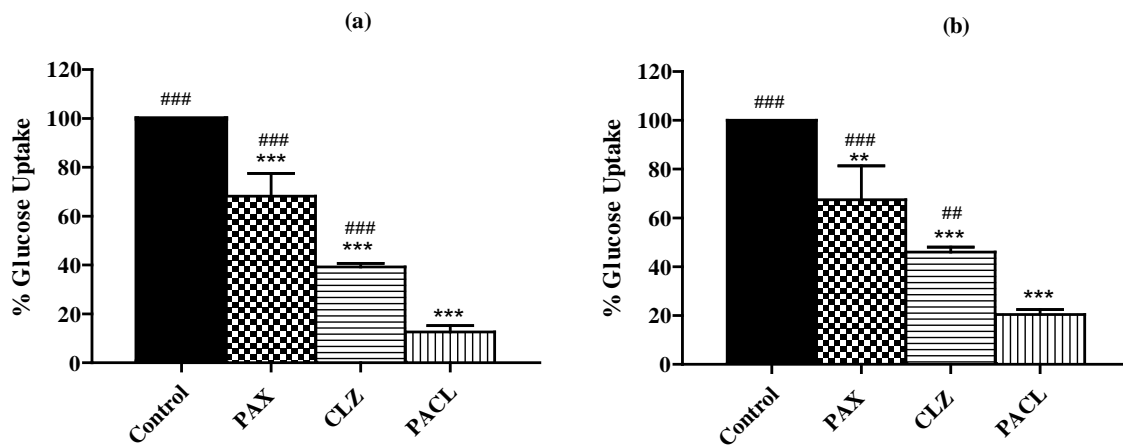 (a)
% Glucose Uptake
120
100
80
60
40
20
0
###
###
***
###
***
***
Control
PAX
CLZ
PACL
(b)
% Glucose Uptake
120
100
80
60
40
20
0
###
###
**
##
***
***
Control
PAX
CLZ
PACL